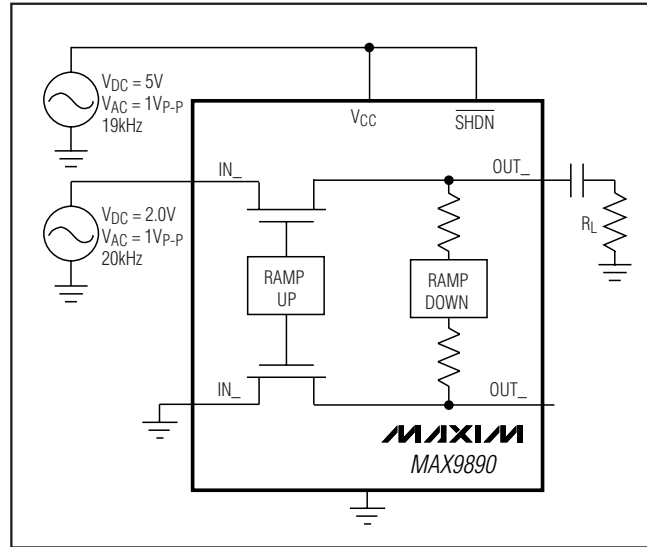 V_DC = 5V
V_AC = 1V_P-P
19kHz
V_CC
SHDN
IN_
OUT_
V_DC = 2.0V
V_AC = 1V_P-P
20kHz
R_L
RAMP
UP
RAMP
DOWN
IN_
OUT_
MAXIM
MAX9890